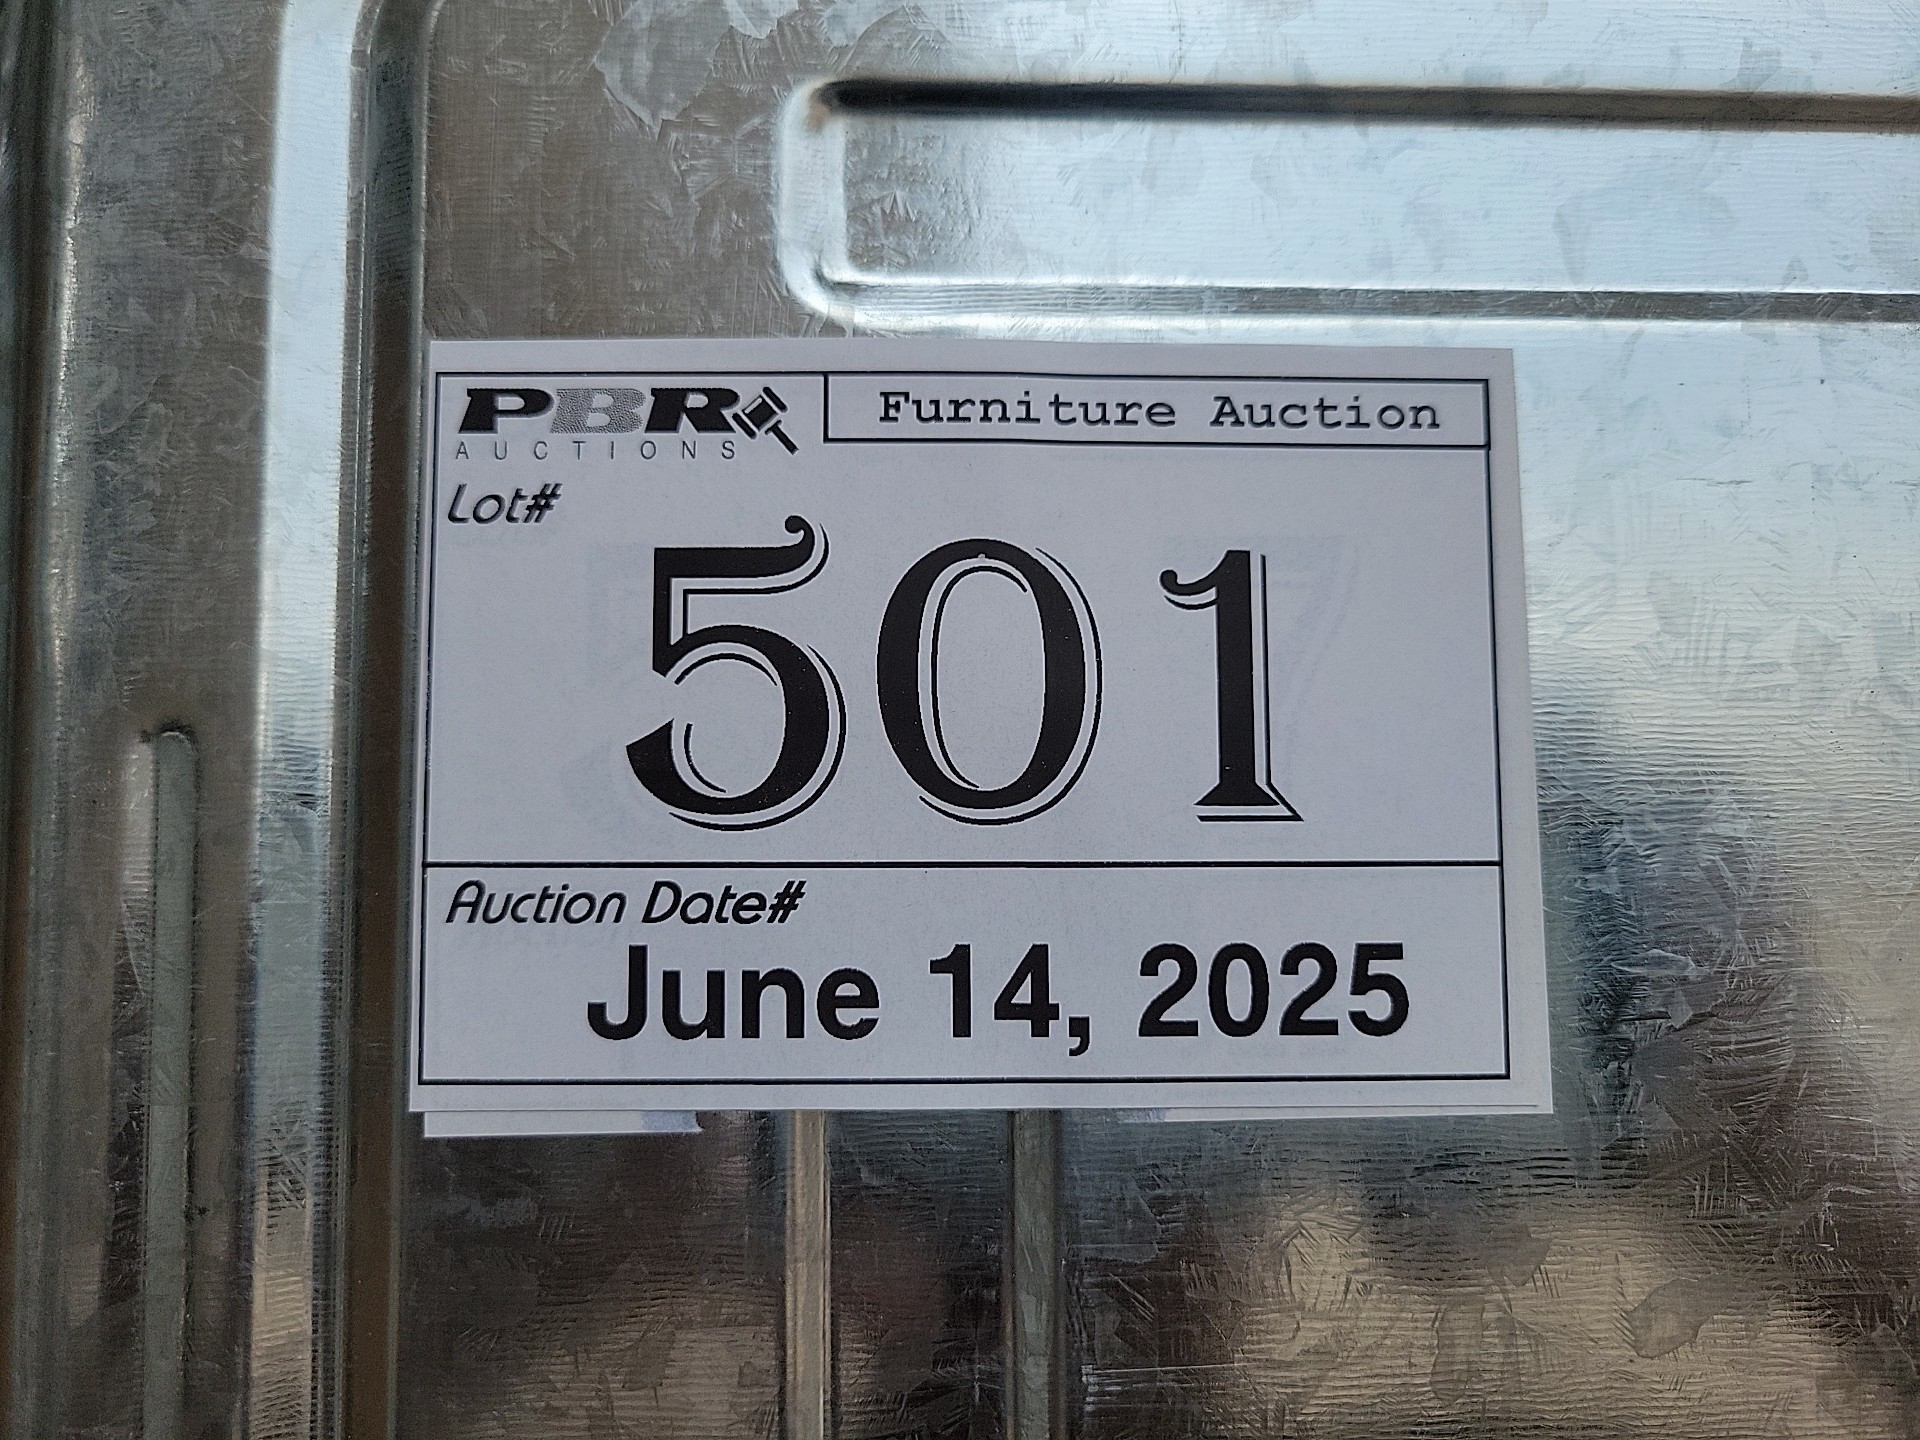 PBR
AUCTIONS
Furniture Auction
Lot#
501
Auction Date#
June 14, 2025